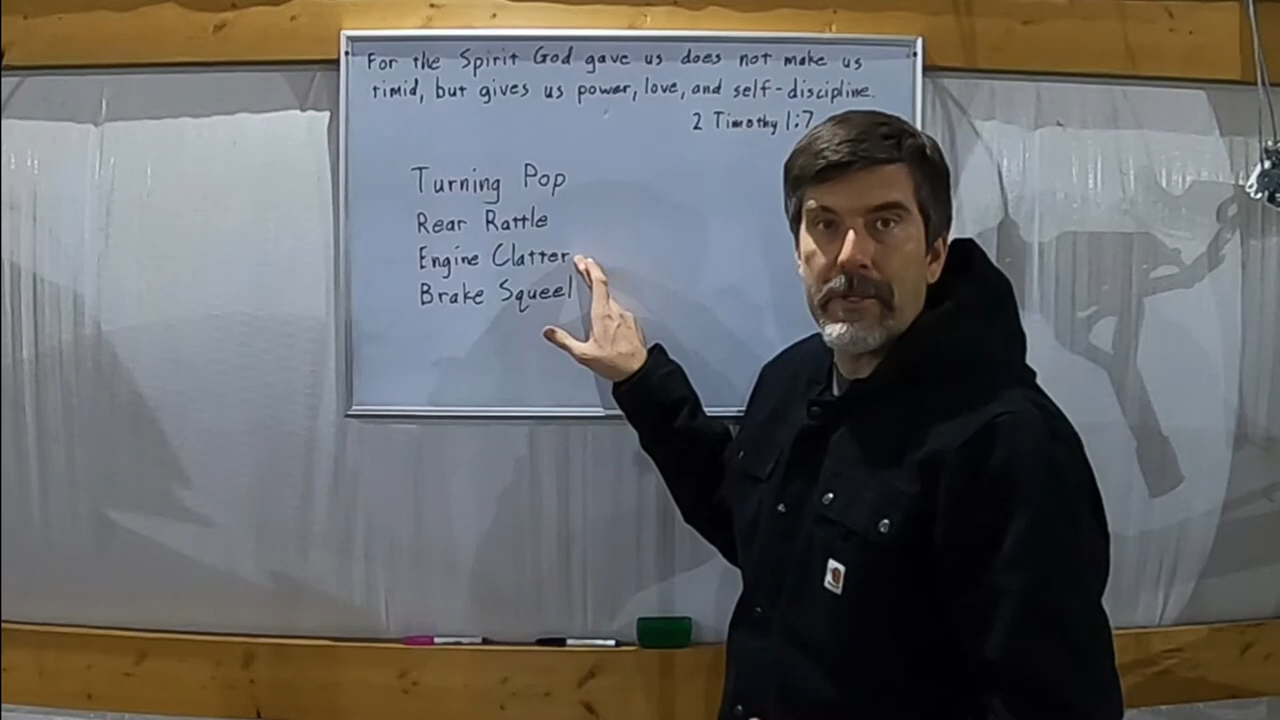 For the Spirit God gave us does not make us
timid, but gives us power, love, and self-discipline.
2 Timothy 1:7
Turning Pop
Rear Rattle
Engine Clatter
Brake Squeel